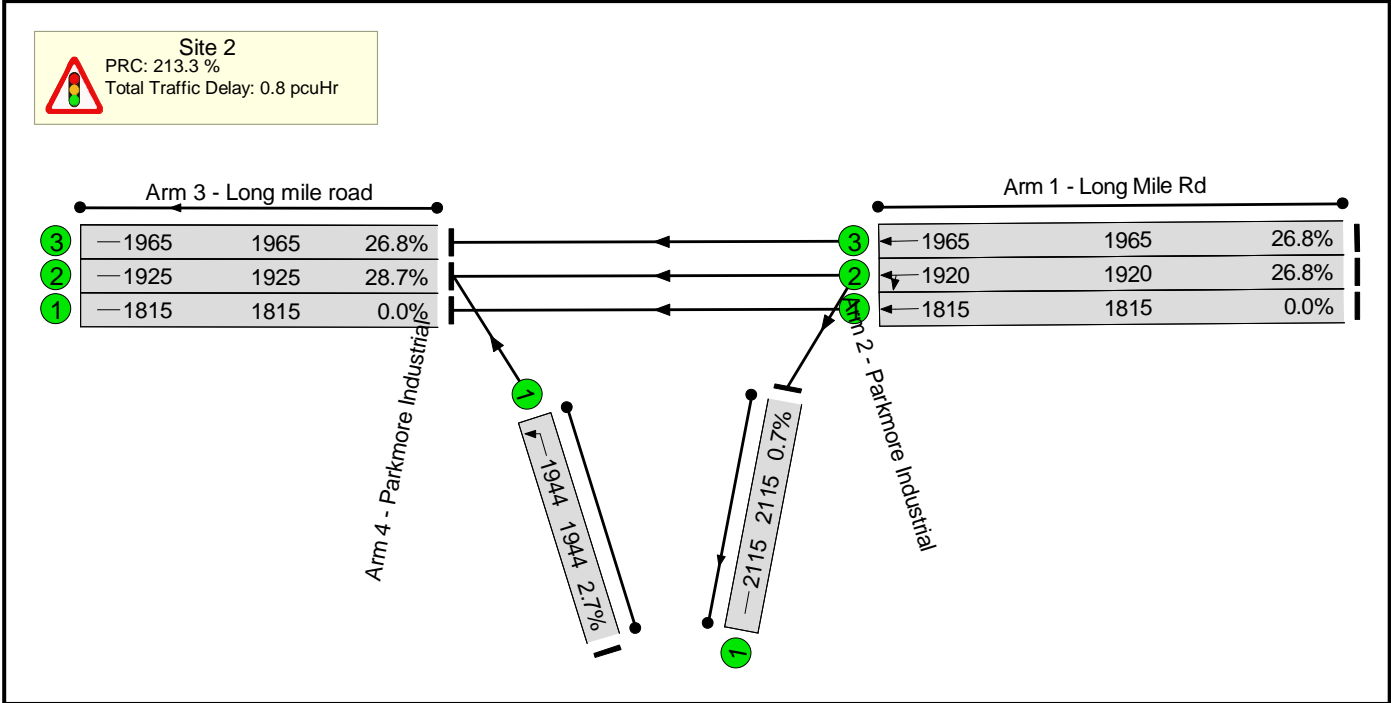 Site 2
PRC: 213.3 %
Total Traffic Delay: 0.8 pcuHr
Arm 3 - Long mile road
3 1965 1965 26.8%
2 1925 1925 28.7%
1 1815 1815 0.0%
Arm 1 - Long Mile Rd
3 1965 1965 26.8%
2 1920 1920 26.8%
1 1815 1815 0.0%
Arm 4 - Parkmore Industrial
1
1944 1944 2.7%
Arm 2 - Parkmore Industrial
2115 2115 0.7%
1